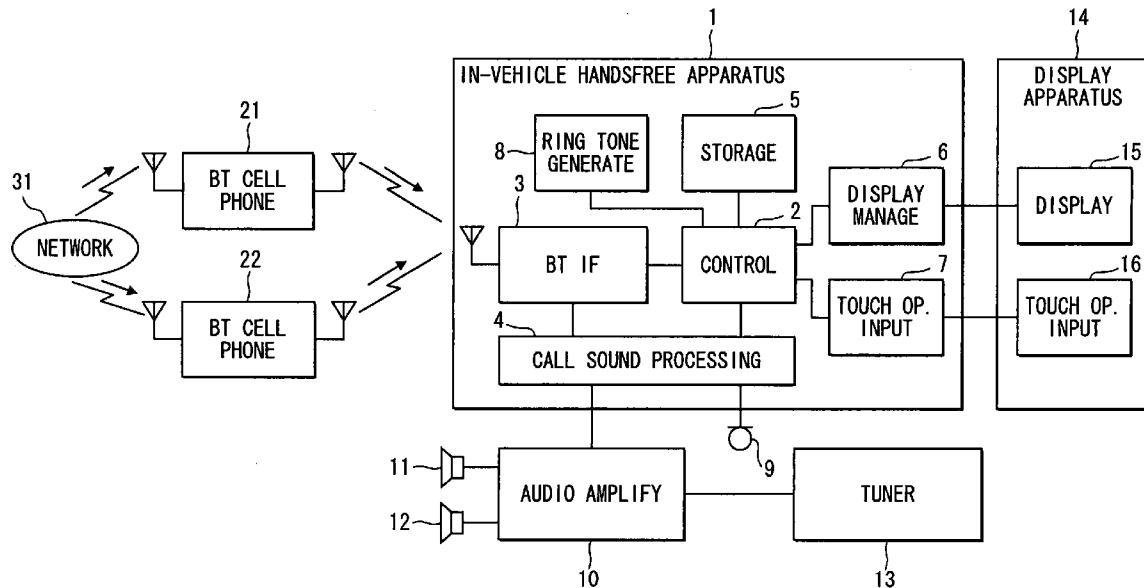 1
14
IN-VEHICLE HANDSFREE APPARATUS
DISPLAY
APPARATUS
21
5
8
RING TONE
GENERATE
STORAGE
6
15
31
BT CELL
PHONE
3
2
DISPLAY
MANAGE
DISPLAY
NETWORK
22
BT IF
CONTROL
7
16
BT CELL
PHONE
4
TOUCH OP.
INPUT
TOUCH OP.
INPUT
CALL SOUND PROCESSING
11
9
AUDIO AMPLIFY
TUNER
12
10
13